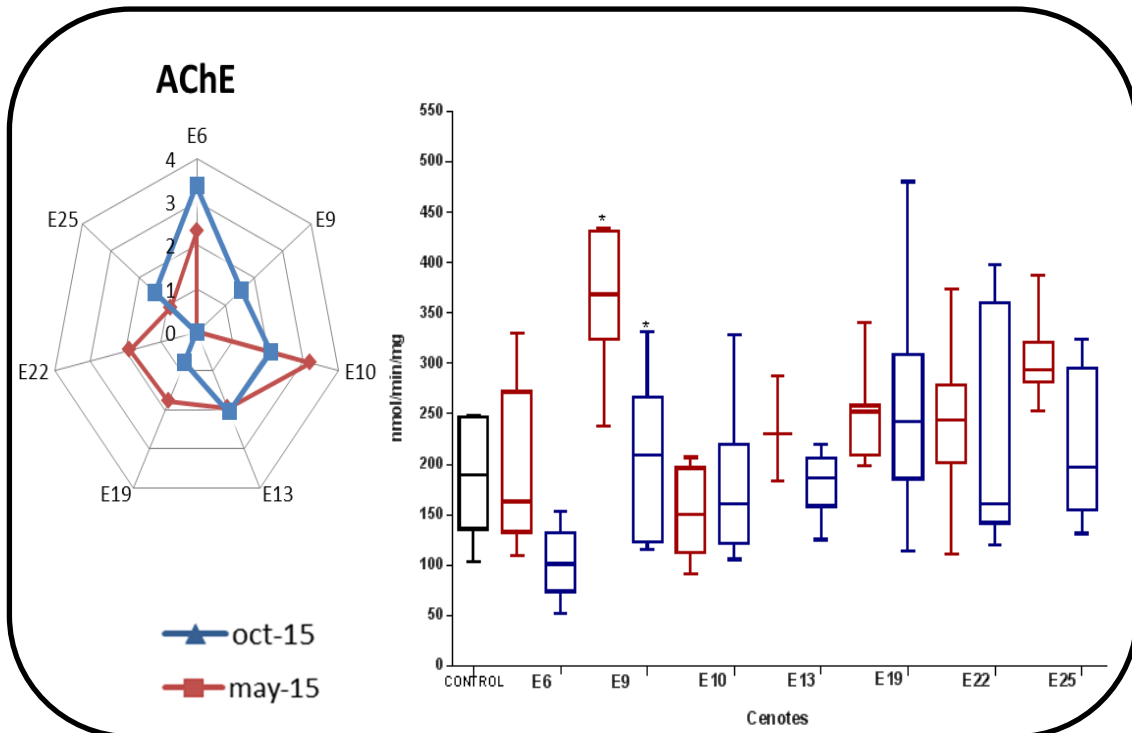 AChE
E6
4
3
2
1
0
E9
E10
E13
E19
E22
E25
oct-15
may-15
nmol/min/mg
550
500
450
400
350
300
250
200
150
100
50
0
*
*
CONTROL E6 E9 E10 E13 E19 E22 E25
Cenotes